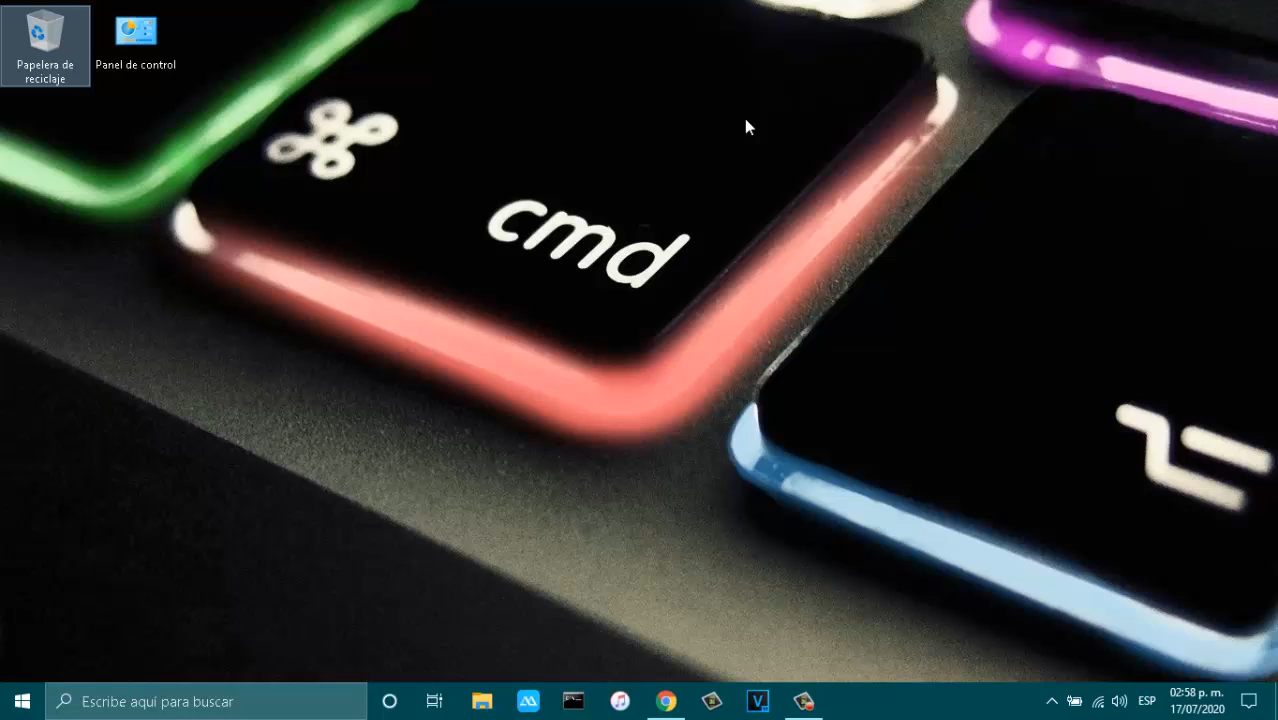 Papelera de
reciclaje
Panel de control
cmd
Escribe aquí para buscar
V
ESP
02:58 p. m.
17/07/2020